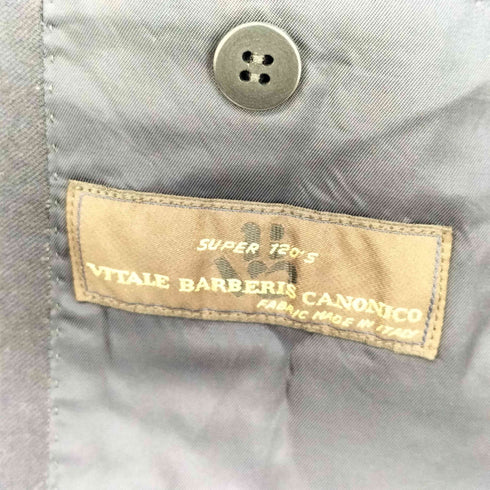 SUPER 120'S
VITALE BARBERIS CANONICO
FABRIC MADE IN ITALY